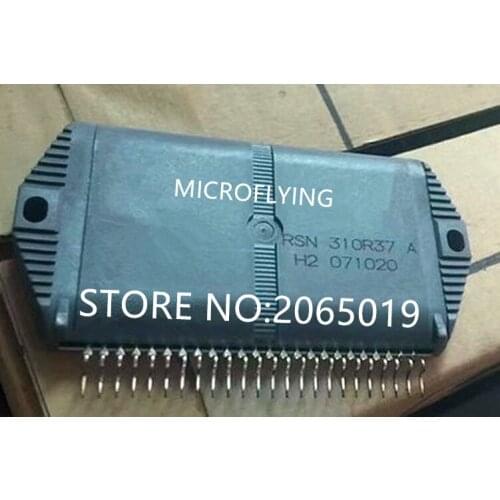 MICROFLYING
RSN 310R37 A
H2 071020
STORE NO:2065019